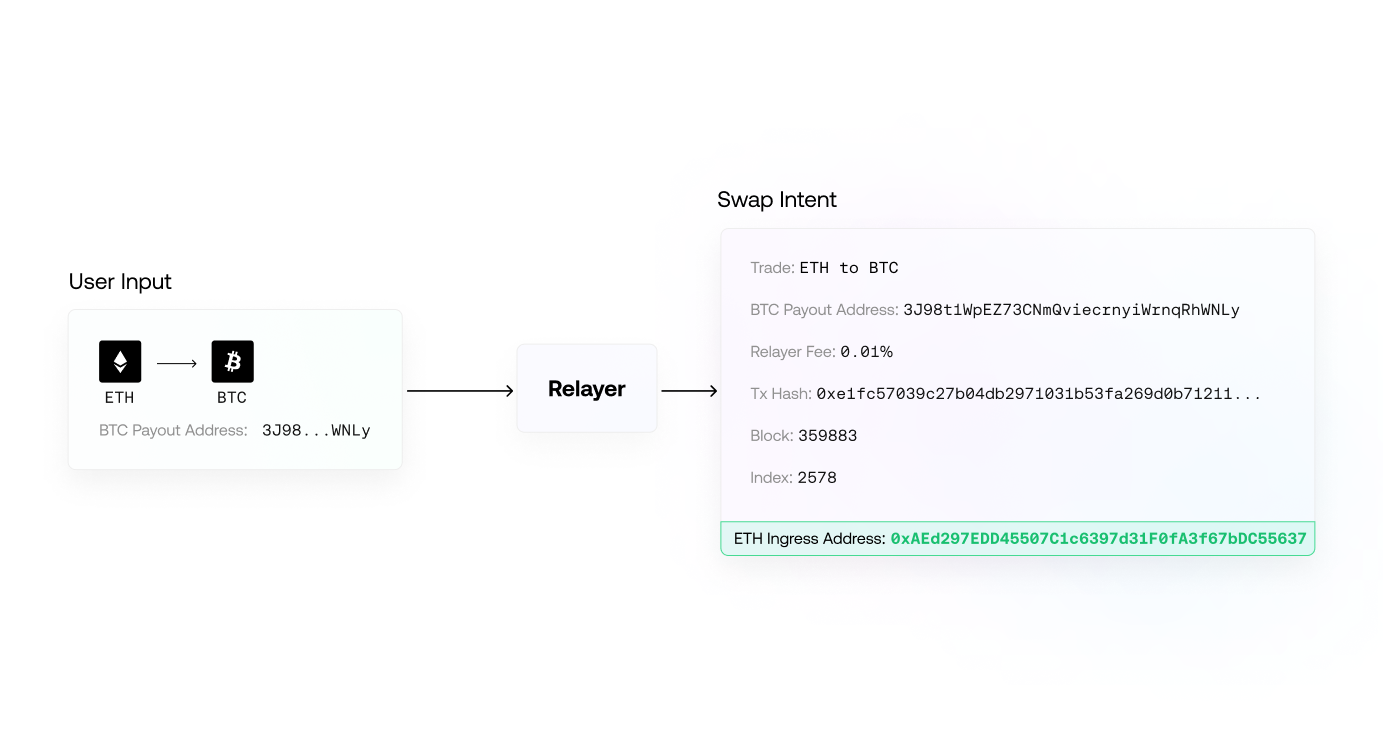 User Input
ETH
BTC
BTC Payout Address: 3J98...WNLy
Relayer
Swap Intent
Trade: ETH to BTC
BTC Payout Address: 3J98t1WpEZ73CNmQviecrnyiWrnqRhWNLy
Relayer Fee: 0.01%
Tx Hash: 0xe1fc57039c27b04db2971031b53fa269d0b71211...
Block: 359883
Index: 2578
ETH Ingress Address: 0xAEd297EDD45507C1c6397d31F0fA3f67bDC55637